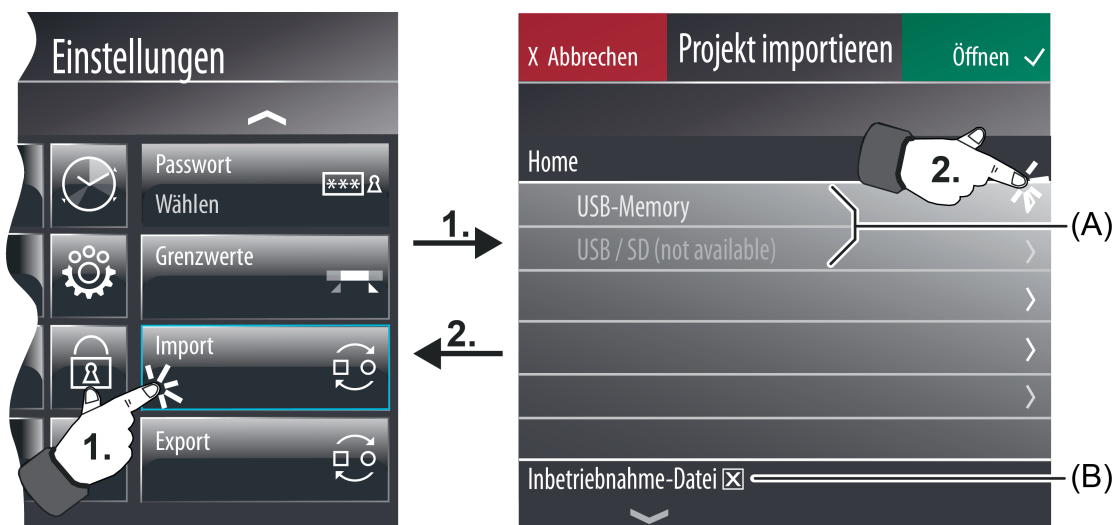 Einstellungen
Passwort
***
Wählen
Grenzwerte
Import
1.
Export
1.
2.
X Abbrechen
Projekt importieren
Öffnen ✓
Home
2.
USB-Memory
USB / SD (not available)
(A)
Inbetriebnahme-Datei ☒
(B)